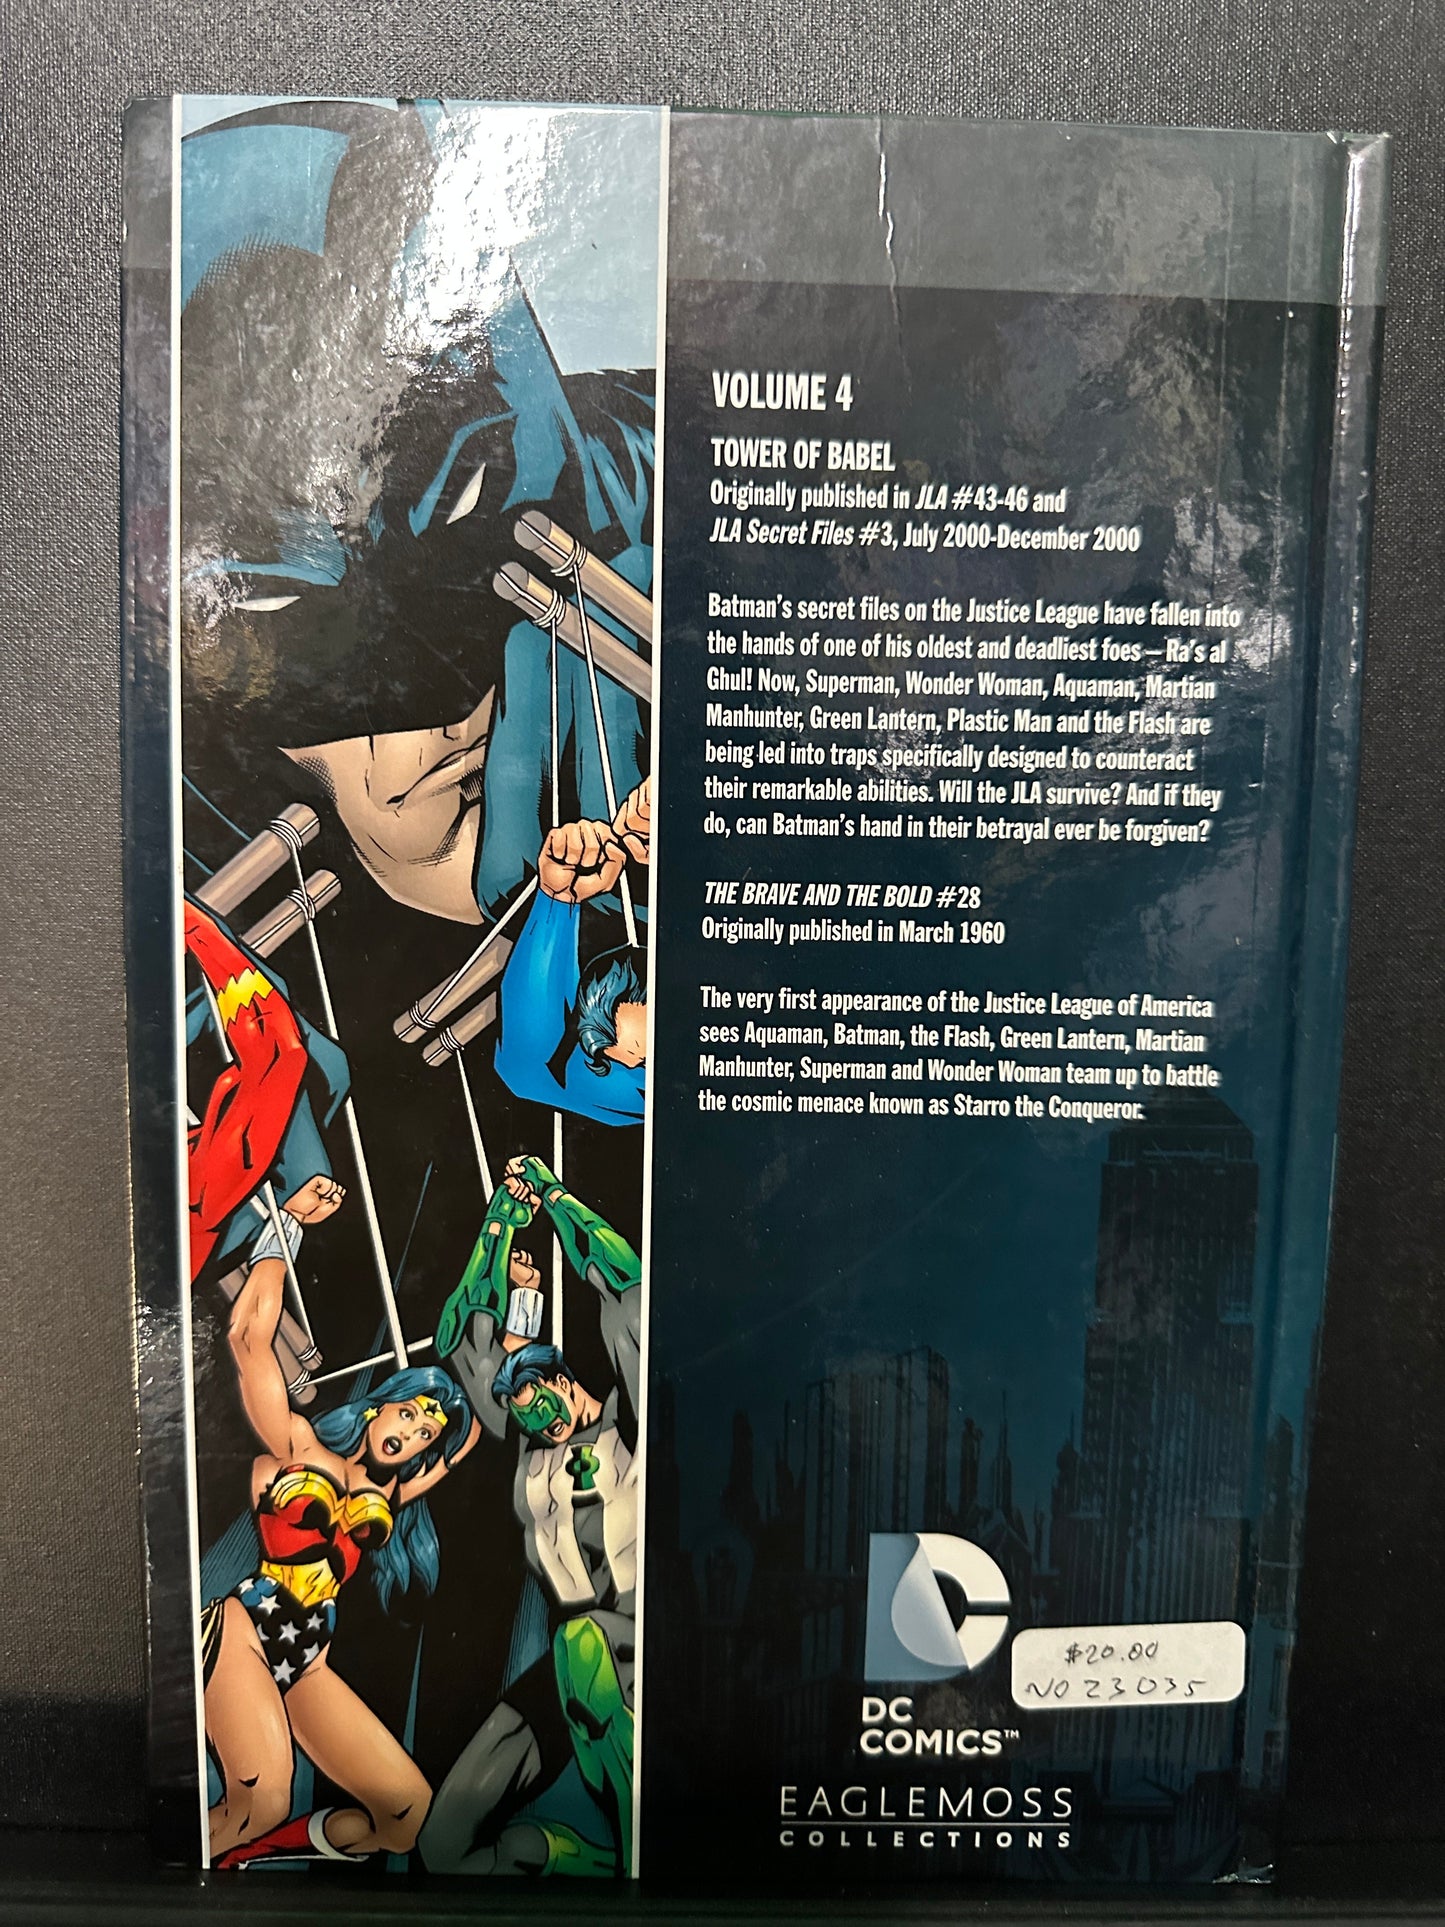 VOLUME 4
TOWER OF BABEL
Originally published in JLA #43-46 and
JLA Secret Files #3, July 2000-December 2000
Batman's secret files on the Justice League have fallen into
the hands of one of his oldest and deadliest foes — Ra's al
Ghul! Now, Superman, Wonder Woman, Aquaman, Martian
Manhunter, Green Lantern, Plastic Man and the Flash are
being led into traps specifically designed to counteract
their remarkable abilities. Will the JLA survive? And if they
do, can Batman's hand in their betrayal ever be forgiven?
THE BRAVE AND THE BOLD #28
Originally published in March 1960
The very first appearance of the Justice League of America
sees Aquaman, Batman, the Flash, Green Lantern, Martian
Manhunter, Superman and Wonder Woman team up to battle
the cosmic menace known as Starro the Conqueror.
$20.00
NO23035
DC
COMICS™
EAGLEMOSS
COLLECTIONS